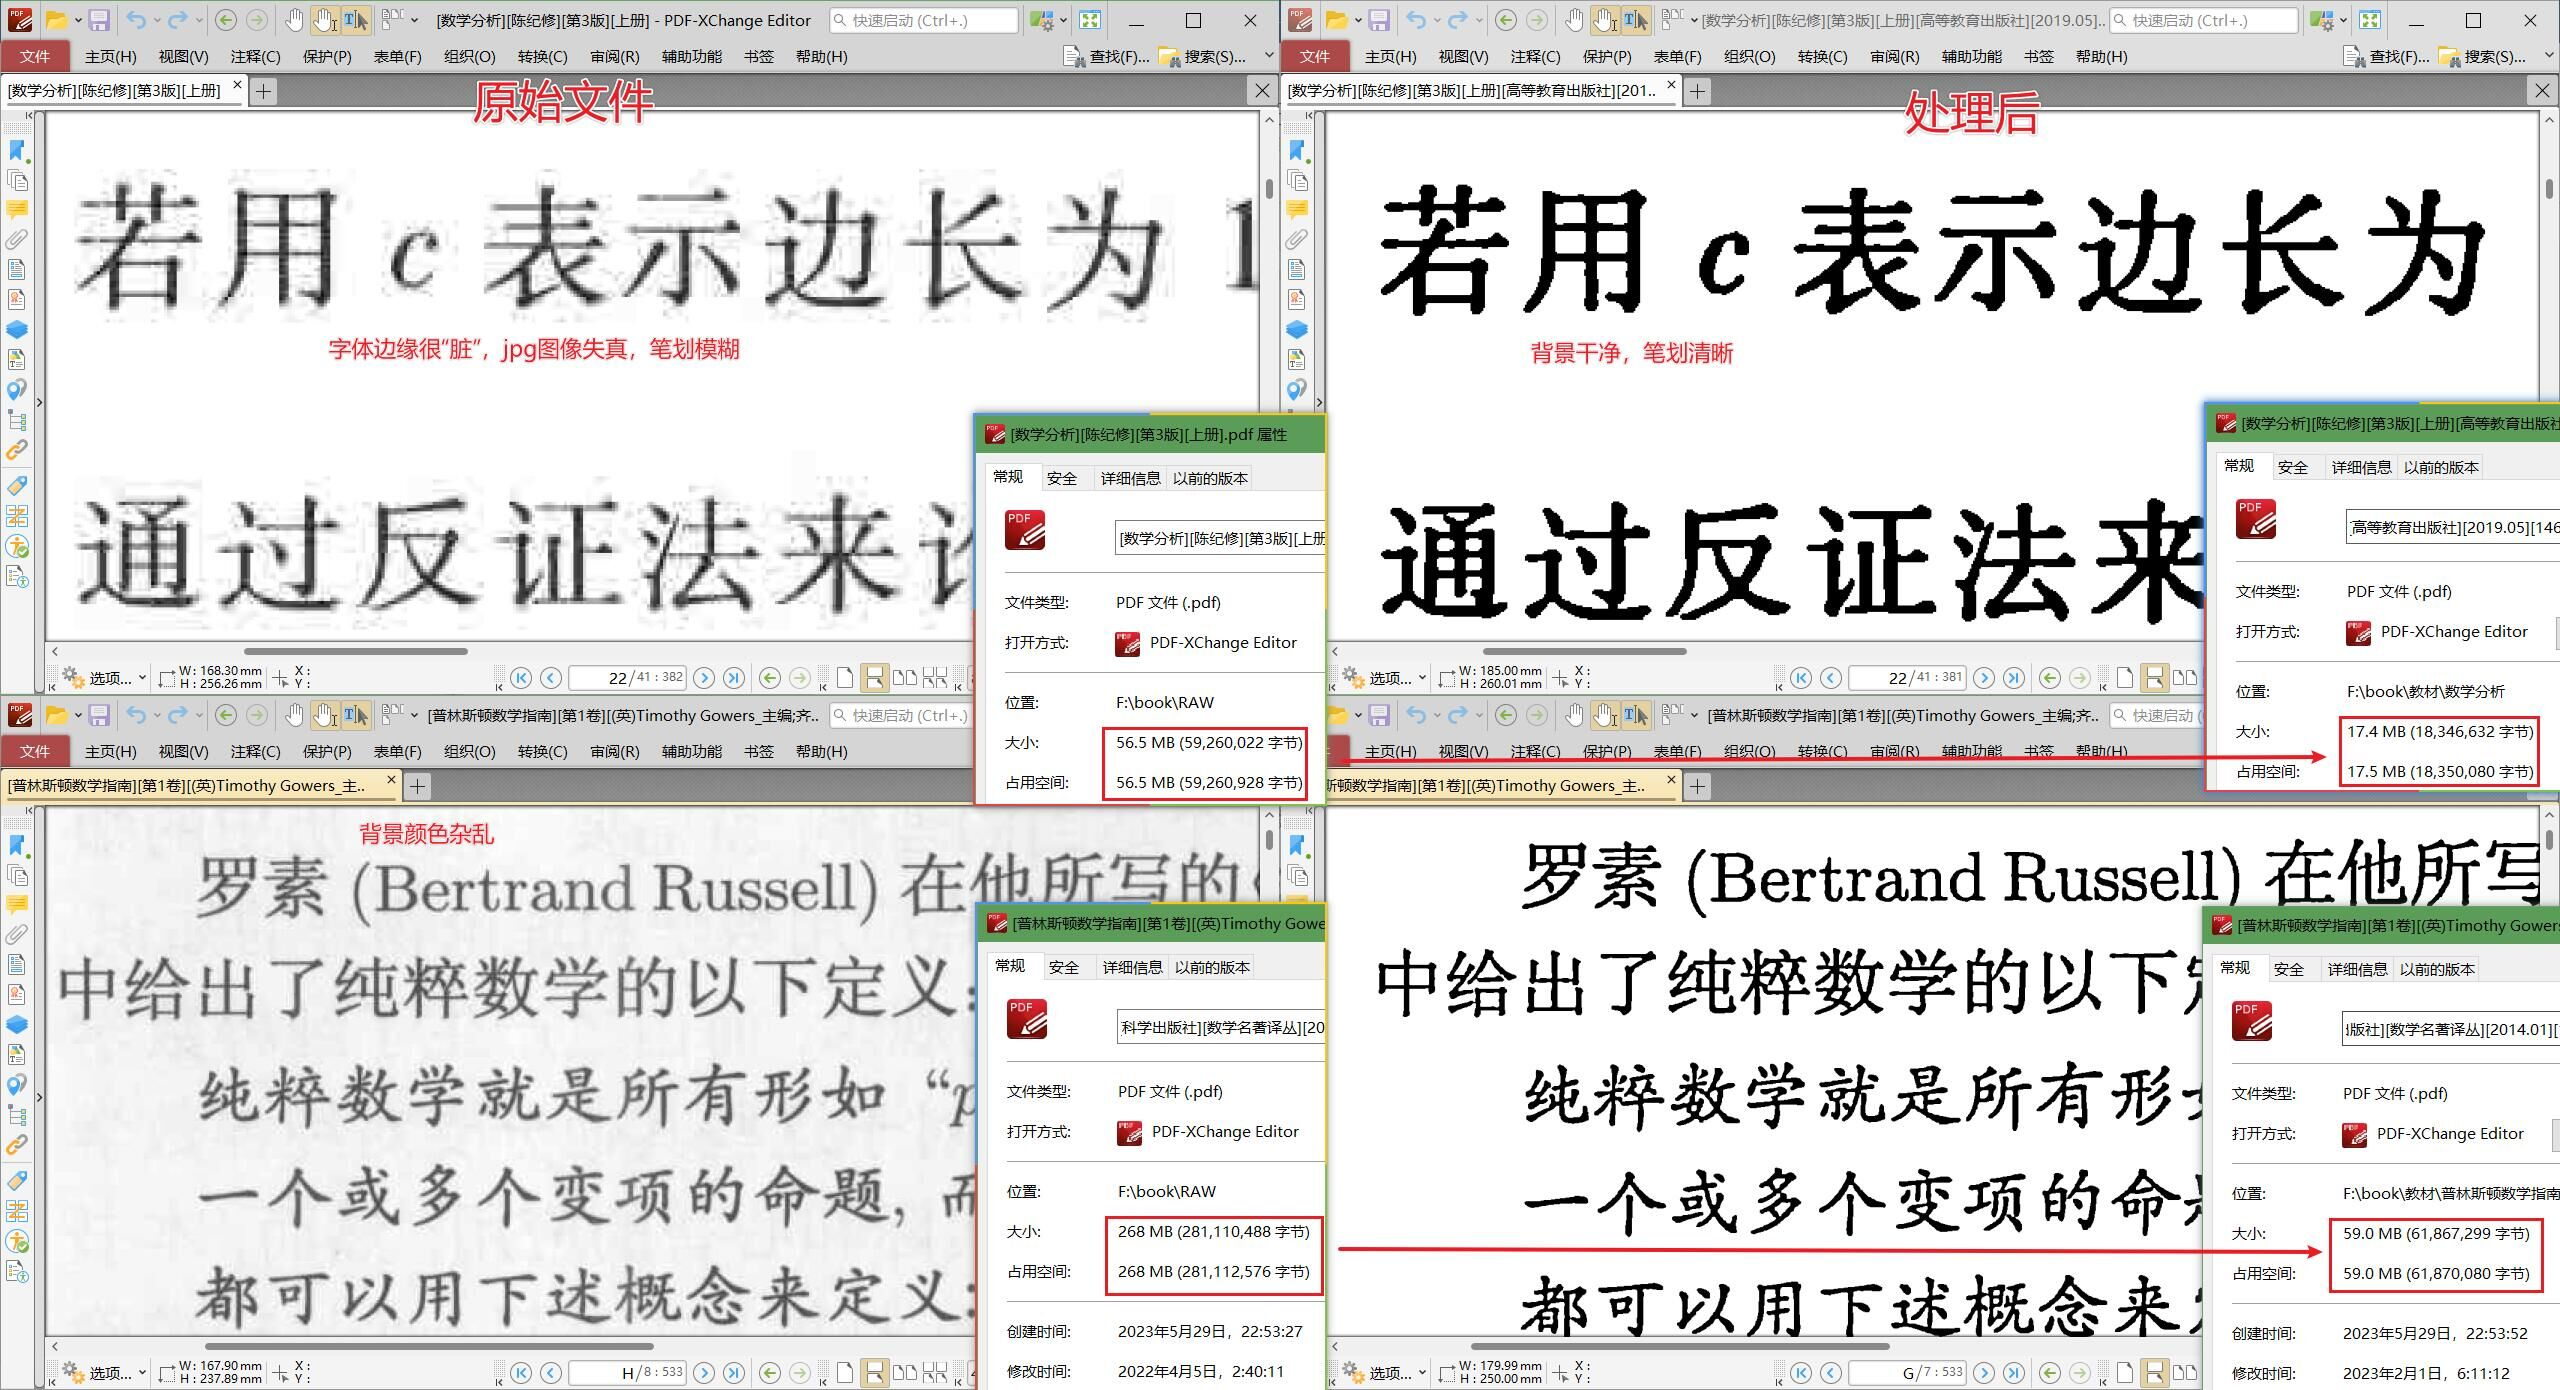 [数学分析][陈纪修][第3版][上册] - PDF-XChange Editor
快速启动 (Ctrl+.)
文件 主页(H) 视图(V) 注释(C) 保护(P) 表单(F) 组织(O) 转换(C) 审阅(R) 辅助功能 书签 帮助(H) 查找(F)... 搜索(S)...
[数学分析][陈纪修][第3版][上册]
原始文件
若用 c 表示边长为 1
字体边缘很“脏”，jpg图像失真，笔划模糊
通过反证法来
选项... W: 168.30 mm H: 256.26 mm X: Y: 22/41 : 382
[数学分析][陈纪修][第3版][上册].pdf 属性
常规 安全 详细信息 以前的版本
[数学分析][陈纪修][第3版][上册
文件类型: PDF 文件 (.pdf)
打开方式: PDF-XChange Editor
位置: F:\book\RAW
大小: 56.5 MB (59,260,022 字节)
占用空间: 56.5 MB (59,260,928 字节)
[数学分析][陈纪修][第3版][上册][高等教育出版社][2019.05]..
快速启动 (Ctrl+.)
文件 主页(H) 视图(V) 注释(C) 保护(P) 表单(F) 组织(O) 转换(C) 审阅(R) 辅助功能 书签 帮助(H) 查找(F)... 搜索(S)...
[数学分析][陈纪修][第3版][上册][高等教育出版社][201..
处理后
若用 c 表示边长为
背景干净，笔划清晰
通过反证法来
选项... W: 185.00 mm H: 260.01 mm X: Y: 22/41 : 381
[数学分析][陈纪修][第3版][上册][高等教育出版社
常规 安全 详细信息 以前的版本
[高等教育出版社][2019.05][146
文件类型: PDF 文件 (.pdf)
打开方式: PDF-XChange Editor
位置: F:\book\教材\数学分析
大小: 17.4 MB (18,346,632 字节)
占用空间: 17.5 MB (18,350,080 字节)
[普林斯顿数学指南][第1卷][(英)Timothy Gowers_主编;齐..
快速启动 (Ctrl+.)
文件 主页(H) 视图(V) 注释(C) 保护(P) 表单(F) 组织(O) 转换(C) 审阅(R) 辅助功能 书签 帮助(H)
[普林斯顿数学指南][第1卷][(英)Timothy Gowers_主..
背景颜色杂乱
罗素 (Bertrand Russell) 在他所写的
中给出了纯粹数学的以下定义:
纯粹数学就是所有形如 “p
一个或多个变项的命题, 而
都可以用下述概念来定义:
选项... W: 167.90 mm H: 237.89 mm X: Y: H/8 : 533
[普林斯顿数学指南][第1卷][(英)Timothy Gowe
常规 安全 详细信息 以前的版本
科学出版社][数学名著译丛][20
文件类型: PDF 文件 (.pdf)
打开方式: PDF-XChange Editor
位置: F:\book\RAW
大小: 268 MB (281,110,488 字节)
占用空间: 268 MB (281,112,576 字节)
创建时间: 2023年5月29日，22:53:27
修改时间: 2022年4月5日，2:40:11
[普林斯顿数学指南][第1卷][(英)Timothy Gowers_主编;齐..
快速启动 (
主页(H) 视图(V) 注释(C) 保护(P) 表单(F) 组织(O) 转换(C) 审阅(R) 辅助功能 书签 帮助(H)
林斯顿数学指南][第1卷][(英)Timothy Gowers_主..
罗素 (Bertrand Russell) 在他所写
中给出了纯粹数学的以下
纯粹数学就是所有形
一个或多个变项的命
都可以用下述概念来
选项... W: 179.99 mm H: 250.00 mm X: Y: G/7 : 533
[普林斯顿数学指南][第1卷][(英)Timothy Gowers
常规 安全 详细信息 以前的版本
版社][数学名著译丛][2014.01][
文件类型: PDF 文件 (.pdf)
打开方式: PDF-XChange Editor
位置: F:\book\教材\普林斯顿数学指南
大小: 59.0 MB (61,867,299 字节)
占用空间: 59.0 MB (61,870,080 字节)
创建时间: 2023年5月29日，22:53:52
修改时间: 2023年2月1日，6:11:12